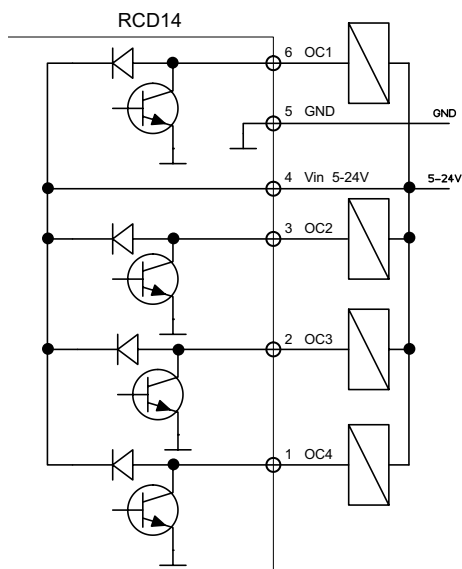 RCD14
6 OC1
5 GND GND
4 Vin 5-24V 5-24V
3 OC2
2 OC3
1 OC4